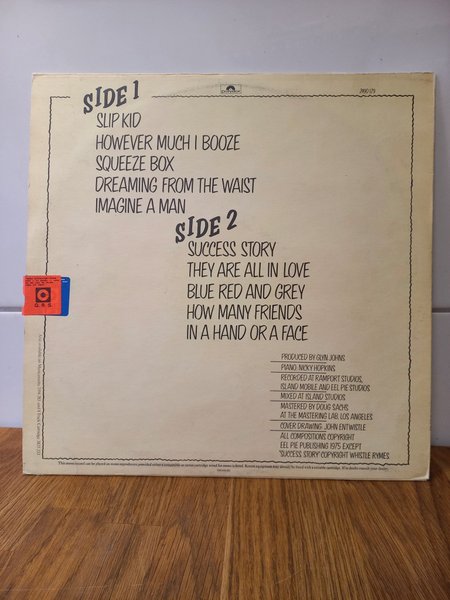 2490 129
SIDE 1
SLIP KID
HOWEVER MUCH I BOOZE
SQUEEZE BOX
DREAMING FROM THE WAIST
IMAGINE A MAN
SIDE 2
SUCCESS STORY
THEY ARE ALL IN LOVE
BLUE RED AND GREY
HOW MANY FRIENDS
IN A HAND OR A FACE
PRODUCED BY GLYN JOHNS
PIANO: NICKY HOPKINS
RECORDED AT RAMPORT STUDIOS,
ISLAND MOBILE AND EEL PIE STUDIOS
MIXED AT ISLAND STUDIOS
MASTERED BY DOUG SACHS
AT THE MASTERING LAB, LOS ANGELES
COVER DRAWING: JOHN ENTWISTLE
ALL COMPOSITIONS COPYRIGHT
EEL PIE PUBLISHING 1975 EXCEPT
'SUCCESS STORY' COPYRIGHT WHISTLE RYMES